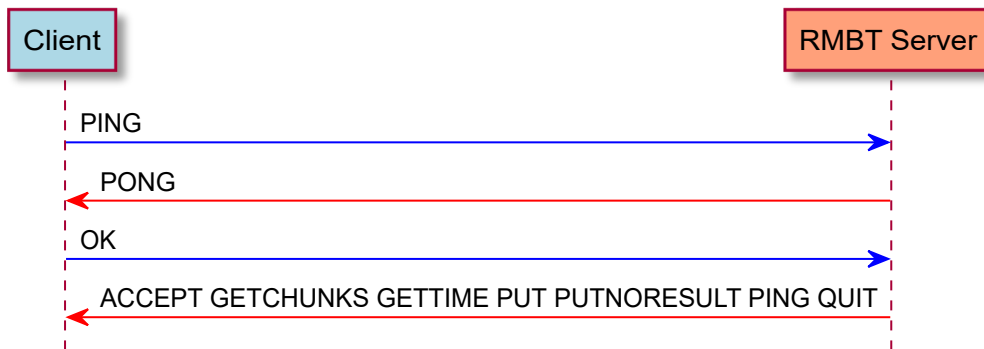 Client
RMBT Server
PING
PONG
OK
ACCEPT GETCHUNKS GETTIME PUT PUTNORESULT PING QUIT